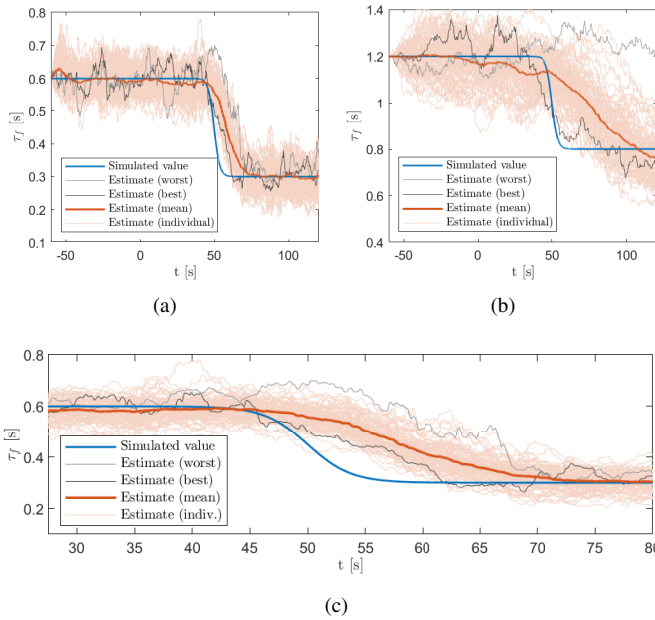 0.8
0.7
0.6
0.5
0.4
0.3
0.2
0.1
τf [s]
Simulated value
Estimate (worst)
Estimate (best)
Estimate (mean)
Estimate (individual)
-50 0 50 100
t [s]
(a)
1.4
1.2
1.0
0.8
0.6
0.4
τf [s]
Simulated value
Estimate (worst)
Estimate (best)
Estimate (mean)
Estimate (individual)
-50 0 50 100
t [s]
(b)
0.8
0.6
0.4
0.2
τf [s]
Simulated value
Estimate (worst)
Estimate (best)
Estimate (mean)
Estimate (indiv.)
30 35 40 45 50 55 60 65 70 75 80
t [s]
(c)